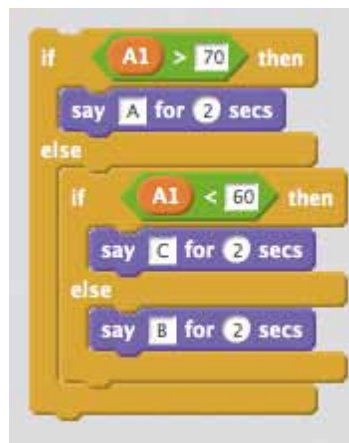 if A1 > 70 then
say A for 2 secs
else
if A1 < 60 then
say C for 2 secs
else
say B for 2 secs